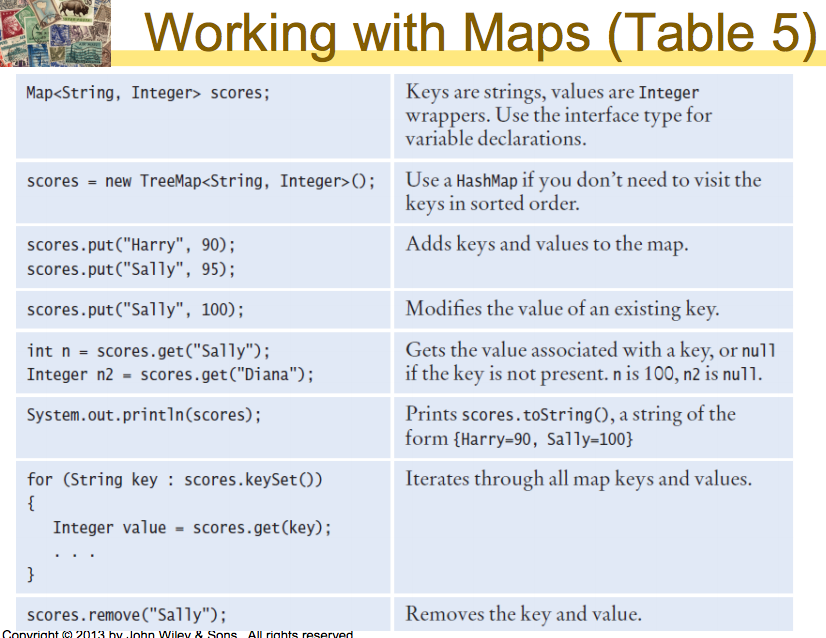 Working with Maps (Table 5)
Map<String, Integer> scores;
Keys are strings, values are Integer
wrappers. Use the interface type for
variable declarations.
scores = new TreeMap<String, Integer>();
Use a HashMap if you don't need to visit the
keys in sorted order.
scores.put("Harry", 90);
scores.put("Sally", 95);
Adds keys and values to the map.
scores.put("Sally", 100);
Modifies the value of an existing key.
int n = scores.get("Sally");
Integer n2 = scores.get("Diana");
Gets the value associated with a key, or null
if the key is not present. n is 100, n2 is null.
System.out.println(scores);
Prints scores.toString(), a string of the
form {Harry=90, Sally=100}
for (String key : scores.keySet())
{
Integer value = scores.get(key);
. . .
}
Iterates through all map keys and values.
scores.remove("Sally");
Removes the key and value.
Copyright © 2013 by John Wiley & Sons. All rights reserved